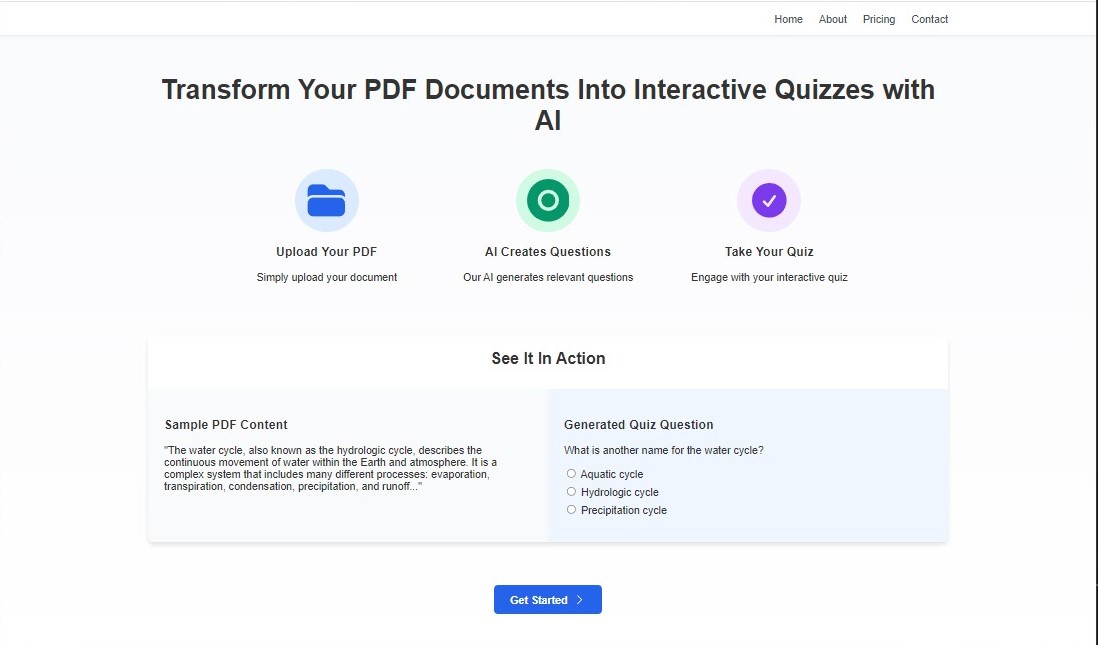 Home About Pricing Contact
Transform Your PDF Documents Into Interactive Quizzes with
AI
Upload Your PDF
Simply upload your document
AI Creates Questions
Our AI generates relevant questions
Take Your Quiz
Engage with your interactive quiz
See It In Action
Sample PDF Content
"The water cycle, also known as the hydrologic cycle, describes the
continuous movement of water within the Earth and atmosphere. It is a
complex system that includes many different processes: evaporation,
transpiration, condensation, precipitation, and runoff..."
Generated Quiz Question
What is another name for the water cycle?
Aquatic cycle
Hydrologic cycle
Precipitation cycle
Get Started